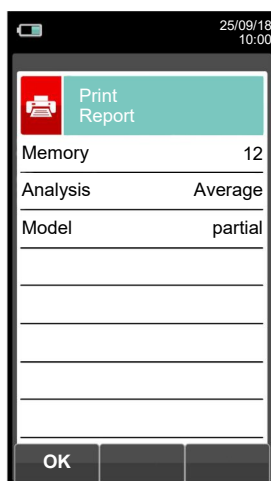 25/09/18
10:00
Print
Report
Memory 12
Analysis Average
Model partial
OK